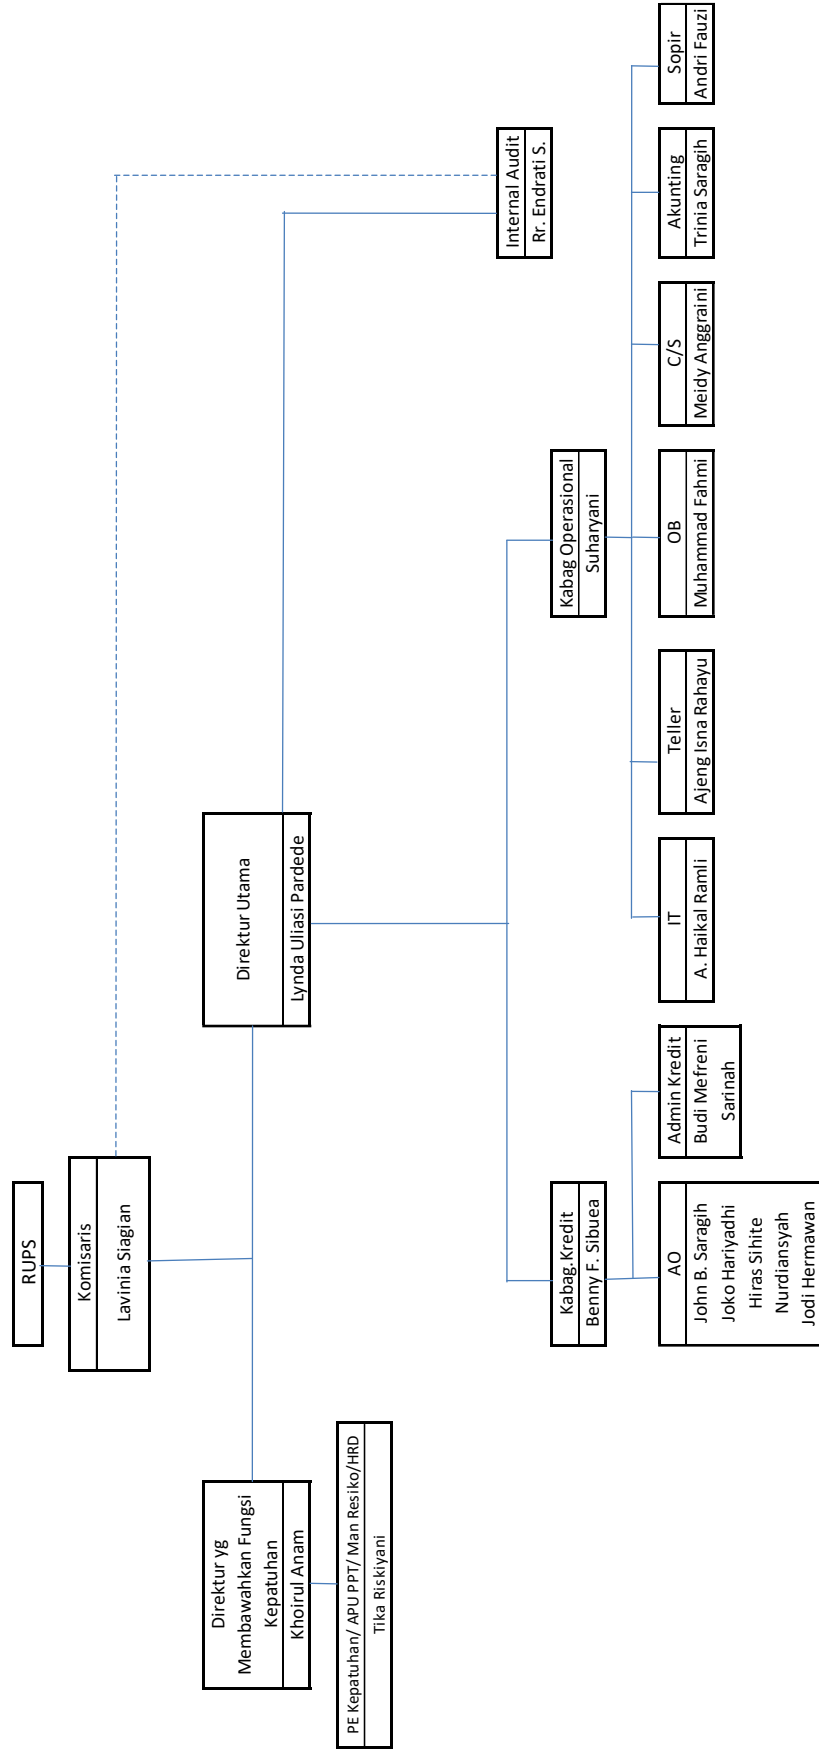 RUPS
Komisaris
Lavinia Siagian
Direktur yg
Membawahkan Fungsi
Kepatuhan
Khoirul Anam
Direktur Utama
Lynda Uliasi Pardede
PE Kepatuhan/ APU PPT/ Man Resiko/HRD
Tika Riskiyani
Internal Audit
Rr. Endrati S.
Kabag.Kredit
Benny F. Sibuea
Kabag Operasional
Suharyani
AO
John B. Saragih
Joko Hariyadhi
Hiras Sihite
Nurdiansyah
Jodi Hermawan
Admin Kredit
Budi Mefreni
Sarinah
IT
A. Haikal Ramli
Teller
Ajeng Isna Rahayu
OB
Muhammad Fahmi
C/S
Meidy Anggraini
Akunting
Trinia Saragih
Sopir
Andri Fauzi